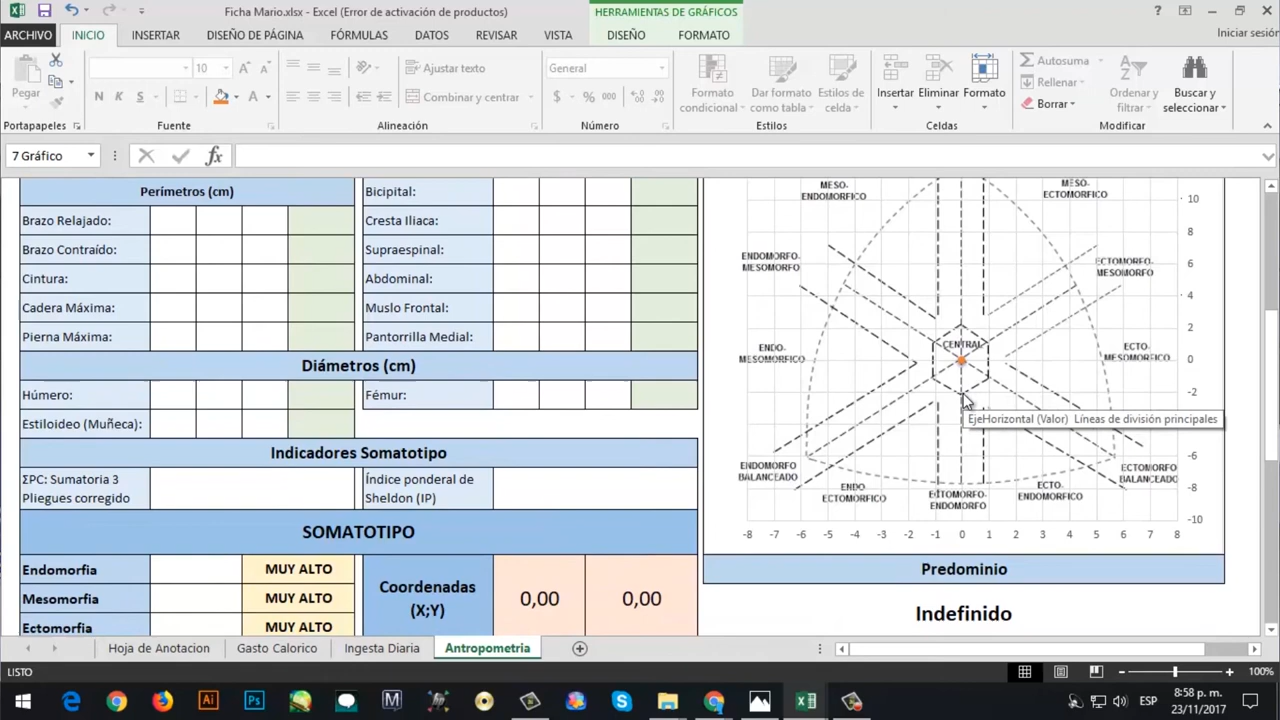 Ficha Mario.xlsx - Excel (Error de activación de productos)
HERRAMIENTAS DE GRÁFICOS
?
ARCHIVO
INICIO
INSERTAR
DISEÑO DE PÁGINA
FÓRMULAS
DATOS
REVISAR
VISTA
DISEÑO
FORMATO
Iniciar sesión
Pegar
10
N K S
Ajustar texto
Combinar y centrar
General
$ % 000
Formato
condicional
Dar formato
como tabla
Estilos de
celda
Insertar
Eliminar
Formato
Autosuma
Rellenar
Borrar
Ordenar y
filtrar
Buscar y
seleccionar
Portapapeles
Fuente
Alineación
Número
Estilos
Celdas
Modificar
7 Gráfico
fx
Perímetros (cm)
Bicipital:
Brazo Relajado:
Cresta Iliaca:
Brazo Contraído:
Supraespinal:
Cintura:
Abdominal:
Cadera Máxima:
Muslo Frontal:
Pierna Máxima:
Pantorrilla Medial:
Diámetros (cm)
Húmero:
Fémur:
Estiloideo (Muñeca):
Indicadores Somatotipo
ΣPC: Sumatoria 3
Pliegues corregido
Índice ponderal de
Sheldon (IP)
SOMATOTIPO
Endomorfia
MUY ALTO
Mesomorfia
MUY ALTO
Ectomorfia
MUY ALTO
Coordenadas
(X;Y)
0,00
0,00
MESO-
ENDOMORFICO
MESO-
ECTOMORFICO
ENDOMORFO-
MESOMORFO
ECTOMORFO-
MESOMORFO
CENTRAL
ENDO-
MESOMORFICO
ECTO-
MESOMORFICO
EjeHorizontal (Valor) Líneas de división principales
ENDOMORFO
BALANCEADO
ECTOMORFO
BALANCEADO
ENDO
ECTOMORFICO
ECTOMORFO-
ENDOMORFO
ECTO-
ENDOMORFICO
10
8
6
4
2
0
-2
-6
-8
-10
-8 -7 -6 -5 -4 -3 -2 -1 0 1 2 3 4 5 6 7 8
Predominio
Indefinido
Hoja de Anotacion
Gasto Calorico
Ingesta Diaria
Antropometria
LISTO
100%
ESP
8:58 p. m.
23/11/2017